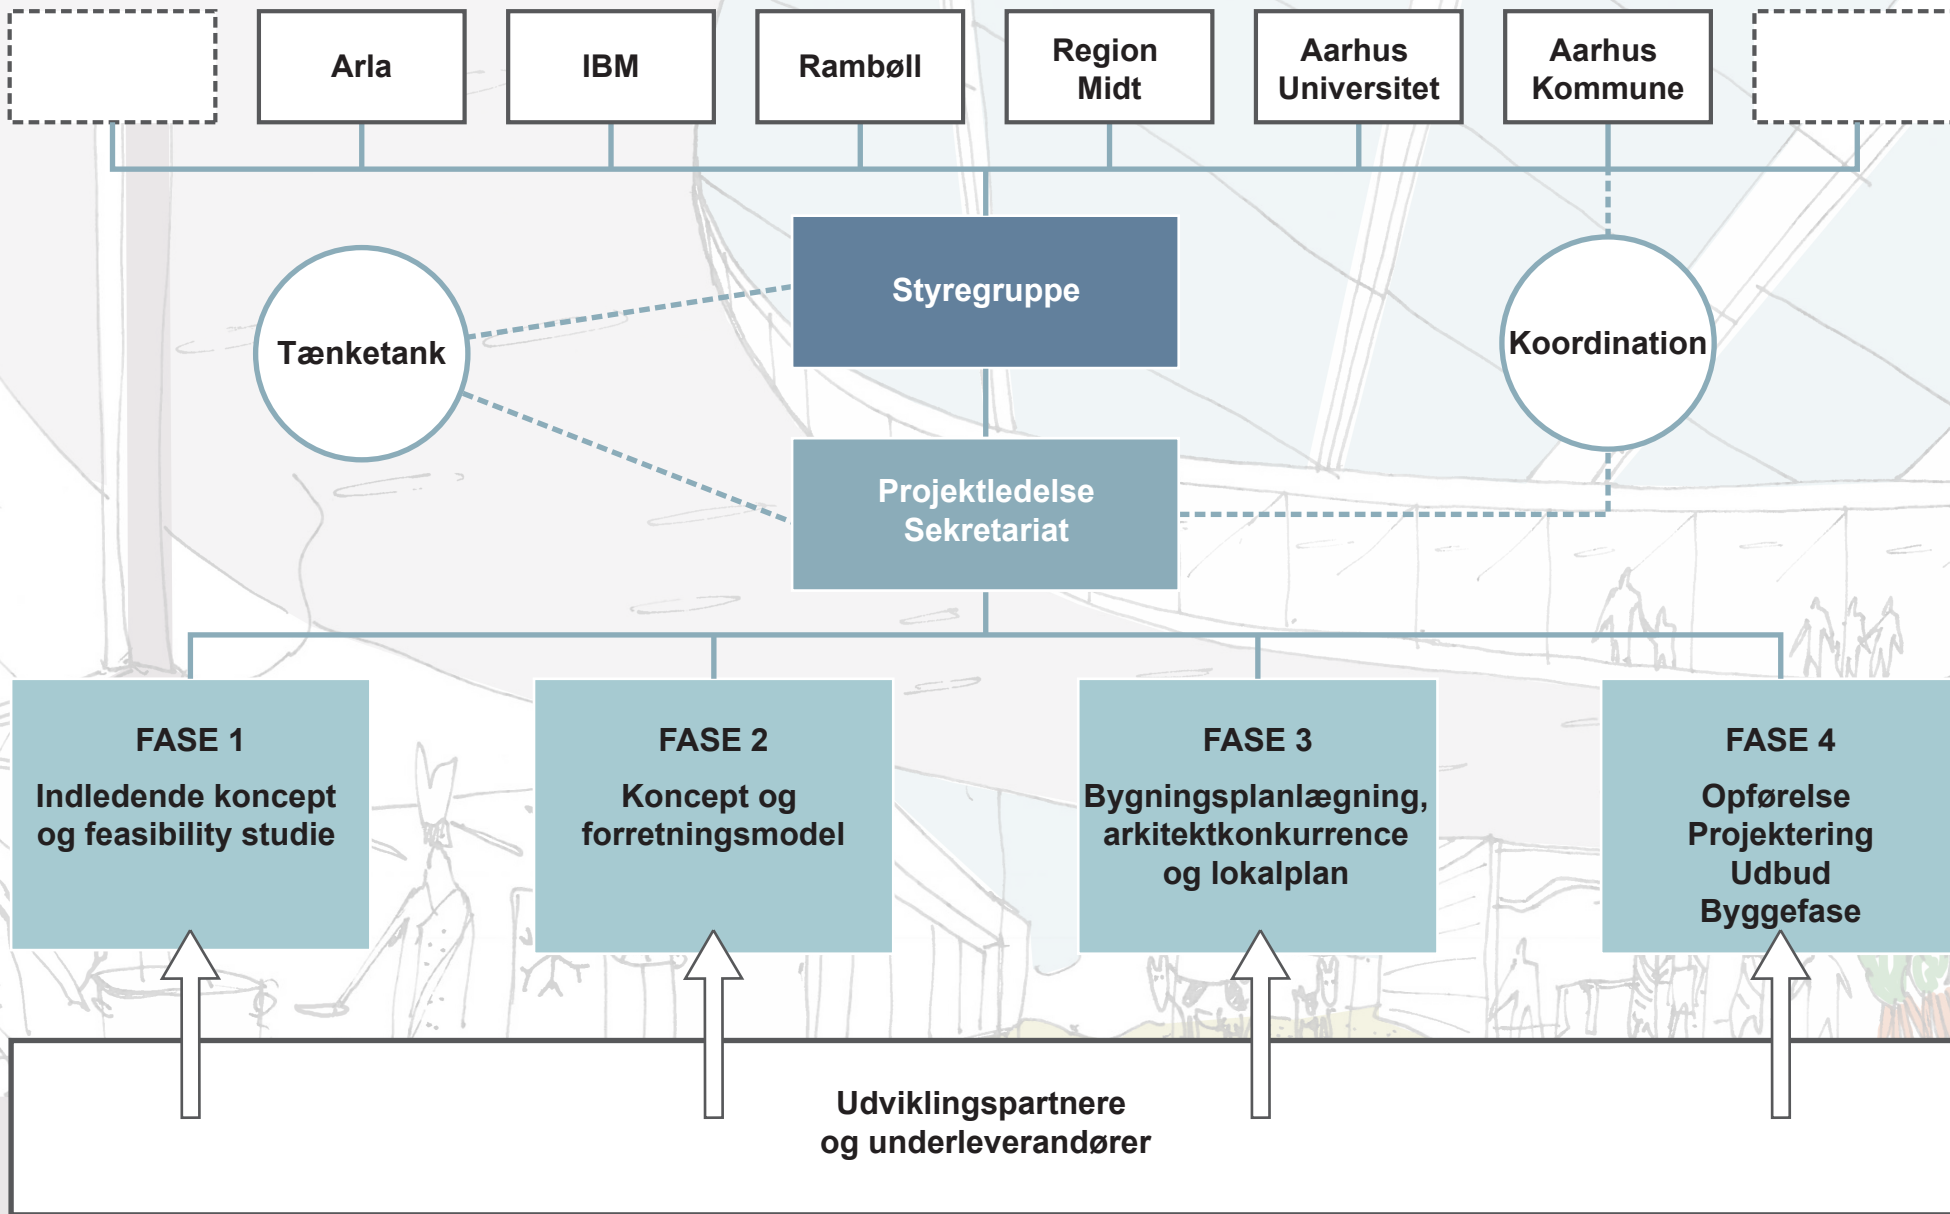 Arla
IBM
Rambøll
Region
Midt
Aarhus
Universitet
Aarhus
Kommune
Styregruppe
Tænketank
Koordination
Projektledelse
Sekretariat
FASE 1
Indledende koncept
og feasibility studie
FASE 2
Koncept og
forretningsmodel
FASE 3
Bygningsplanlægning,
arkitektkonkurrence
og lokalplan
FASE 4
Opførelse
Projektering
Udbud
Byggefase
Udviklingspartnere
og underleverandører